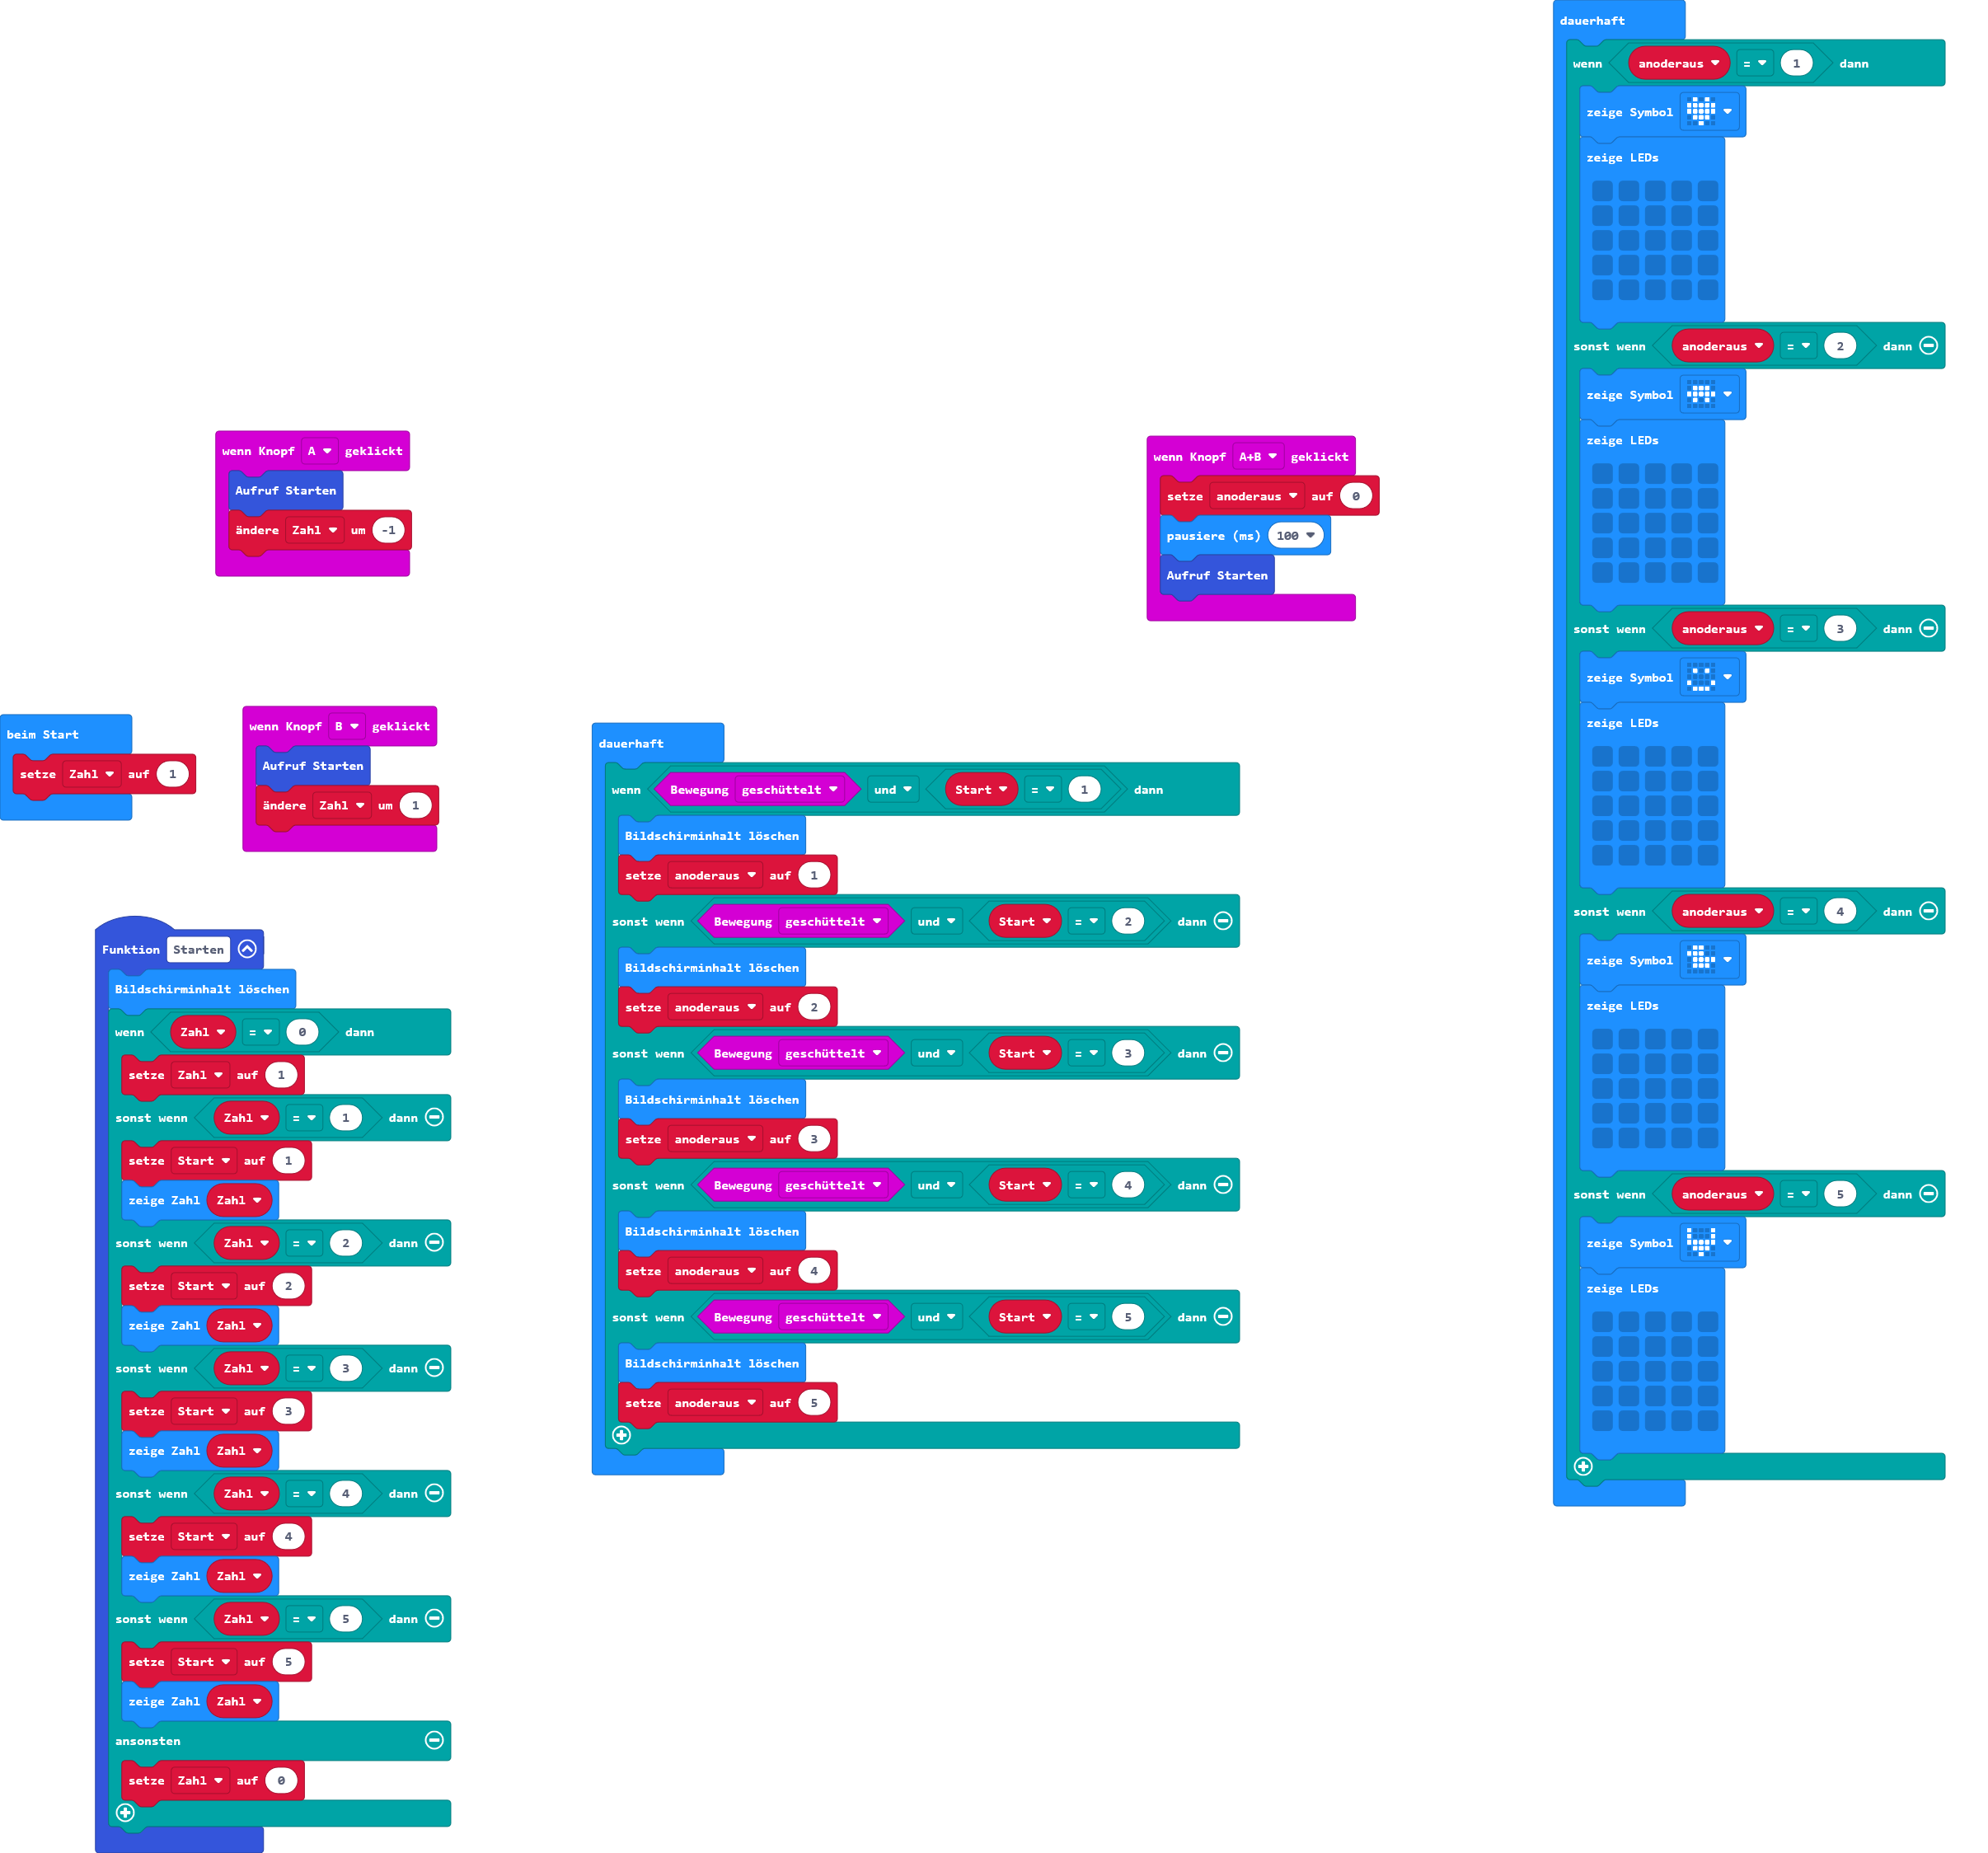 wenn Knopf A geklickt
Aufruf Starten
ändere Zahl um -1
beim Start
setze Zahl auf 1
wenn Knopf B geklickt
Aufruf Starten
ändere Zahl um 1
Funktion Starten
Bildschirminhalt löschen
wenn Zahl = 0 dann
setze Zahl auf 1
sonst wenn Zahl = 1 dann
setze Start auf 1
zeige Zahl Zahl
sonst wenn Zahl = 2 dann
setze Start auf 2
zeige Zahl Zahl
sonst wenn Zahl = 3 dann
setze Start auf 3
zeige Zahl Zahl
sonst wenn Zahl = 4 dann
setze Start auf 4
zeige Zahl Zahl
sonst wenn Zahl = 5 dann
setze Start auf 5
zeige Zahl Zahl
ansonsten
setze Zahl auf 0
dauerhaft
wenn Bewegung geschüttelt und Start = 1 dann
Bildschirminhalt löschen
setze anoderaus auf 1
sonst wenn Bewegung geschüttelt und Start = 2 dann
Bildschirminhalt löschen
setze anoderaus auf 2
sonst wenn Bewegung geschüttelt und Start = 3 dann
Bildschirminhalt löschen
setze anoderaus auf 3
sonst wenn Bewegung geschüttelt und Start = 4 dann
Bildschirminhalt löschen
setze anoderaus auf 4
sonst wenn Bewegung geschüttelt und Start = 5 dann
Bildschirminhalt löschen
setze anoderaus auf 5
wenn Knopf A+B geklickt
setze anoderaus auf 0
pausiere (ms) 100
Aufruf Starten
dauerhaft
wenn anoderaus = 1 dann
zeige Symbol
zeige LEDs
sonst wenn anoderaus = 2 dann
zeige Symbol
zeige LEDs
sonst wenn anoderaus = 3 dann
zeige Symbol
zeige LEDs
sonst wenn anoderaus = 4 dann
zeige Symbol
zeige LEDs
sonst wenn anoderaus = 5 dann
zeige Symbol
zeige LEDs